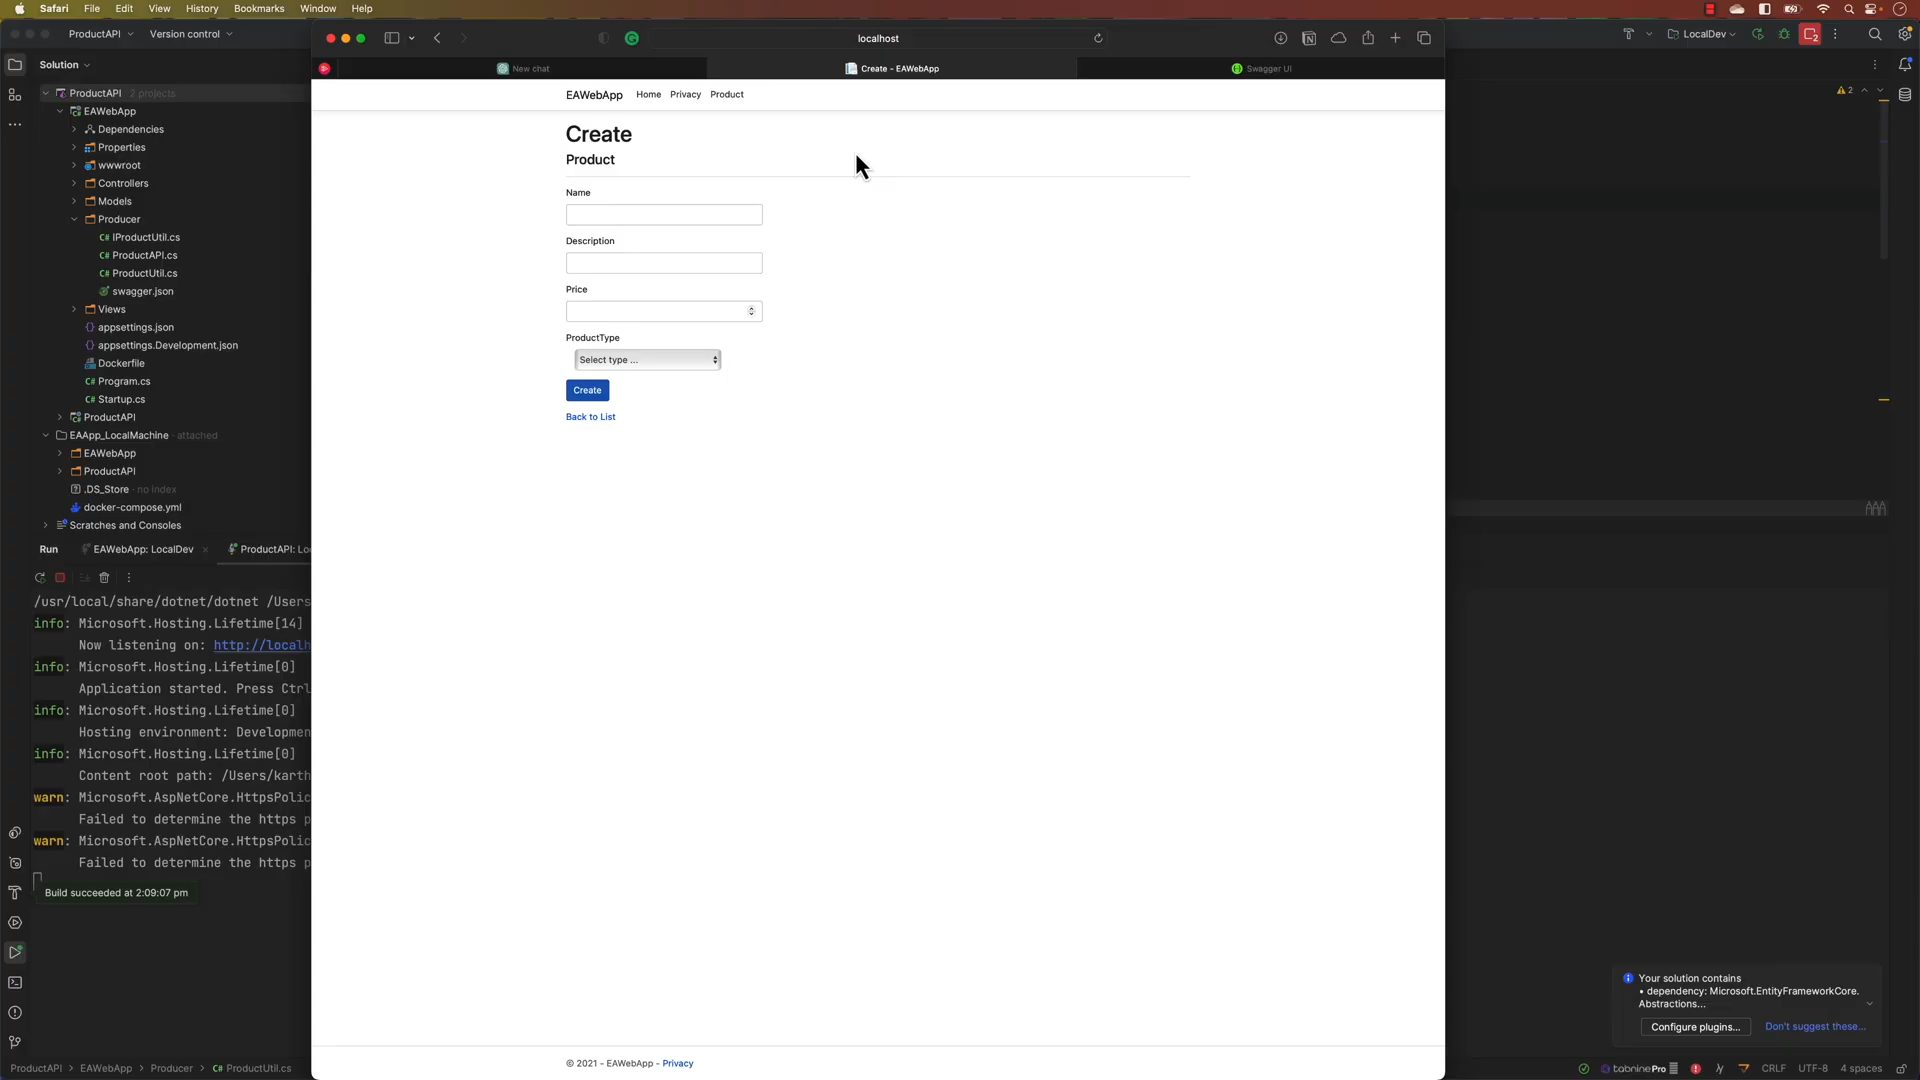 Safari File Edit View History Bookmarks Window Help
ProductAPI Version control
LocalDev
Solution
ProductAPI 2 projects
EAWebApp
Dependencies
Properties
wwwroot
Controllers
Models
Producer
C# IProductUtil.cs
C# ProductAPI.cs
C# ProductUtil.cs
swagger.json
Views
appsettings.json
appsettings.Development.json
Dockerfile
C# Program.cs
C# Startup.cs
ProductAPI
EAApp_LocalMachine · attached
EAWebApp
ProductAPI
.DS_Store · no index
docker-compose.yml
Scratches and Consoles
Run EAWebApp: LocalDev ProductAPI: Lo
/usr/local/share/dotnet/dotnet /Users
info: Microsoft.Hosting.Lifetime[14]
Now listening on: http://localh
info: Microsoft.Hosting.Lifetime[0]
Application started. Press Ctrl
info: Microsoft.Hosting.Lifetime[0]
Hosting environment: Developmen
info: Microsoft.Hosting.Lifetime[0]
Content root path: /Users/karth
warn: Microsoft.AspNetCore.HttpsPolic
Failed to determine the https p
warn: Microsoft.AspNetCore.HttpsPolic
Failed to determine the https p
Build succeeded at 2:09:07 pm
localhost
New chat
Create - EAWebApp
Swagger UI
EAWebApp Home Privacy Product
Create
Product
Name
Description
Price
ProductType
Select type ...
Create
Back to List
© 2021 - EAWebApp - Privacy
2
Your solution contains
• dependency: Microsoft.EntityFrameworkCore.
Abstractions...
Configure plugins... Don't suggest these...
ProductAPI > EAWebApp > Producer > C# ProductUtil.cs
tabninePro CRLF UTF-8 4 spaces